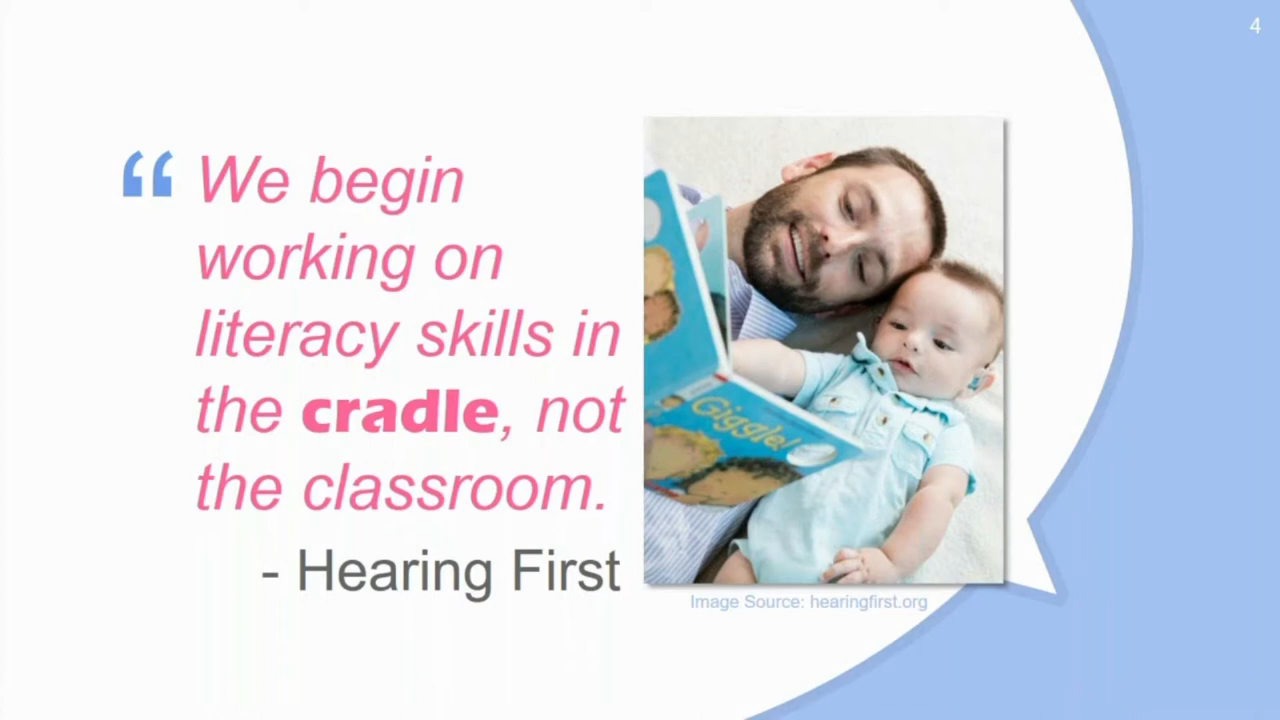 4
“ We begin
working on
literacy skills in
the cradle, not
the classroom.
- Hearing First
Giggle!
Image Source: hearingfirst.org